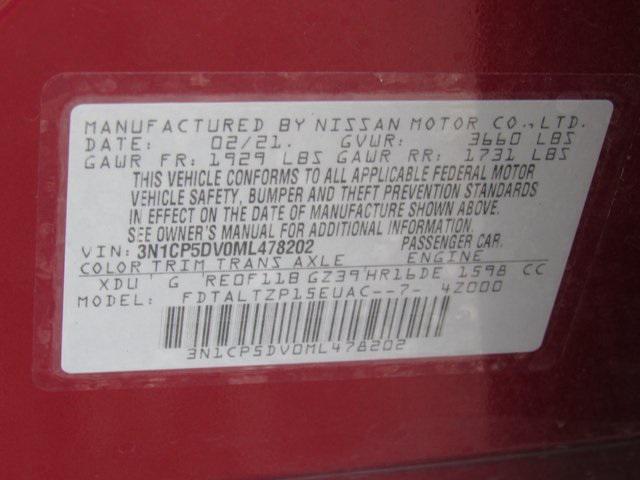 MANUFACTURED BY NISSAN MOTOR CO., LTD.
DATE: 02/21. GVWR: 3660 LBS
GAWR FR: 1929 LBS GAWR RR: 1731 LBS
THIS VEHICLE CONFORMS TO ALL APPLICABLE FEDERAL MOTOR
VEHICLE SAFETY, BUMPER AND THEFT PREVENTION STANDARDS
IN EFFECT ON THE DATE OF MANUFACTURE SHOWN ABOVE.
SEE OWNER'S MANUAL FOR ADDITIONAL INFORMATION.
VIN: 3N1CP5DV0ML478202 PASSENGER CAR.
COLOR TRIM TRANS AXLE ENGINE
XDU G RE0F11B GZ39 HR16DE 1598 CC
MODEL: FDTALTZP15EUAC--7- 4Z000
3N1CP5DV0ML478202